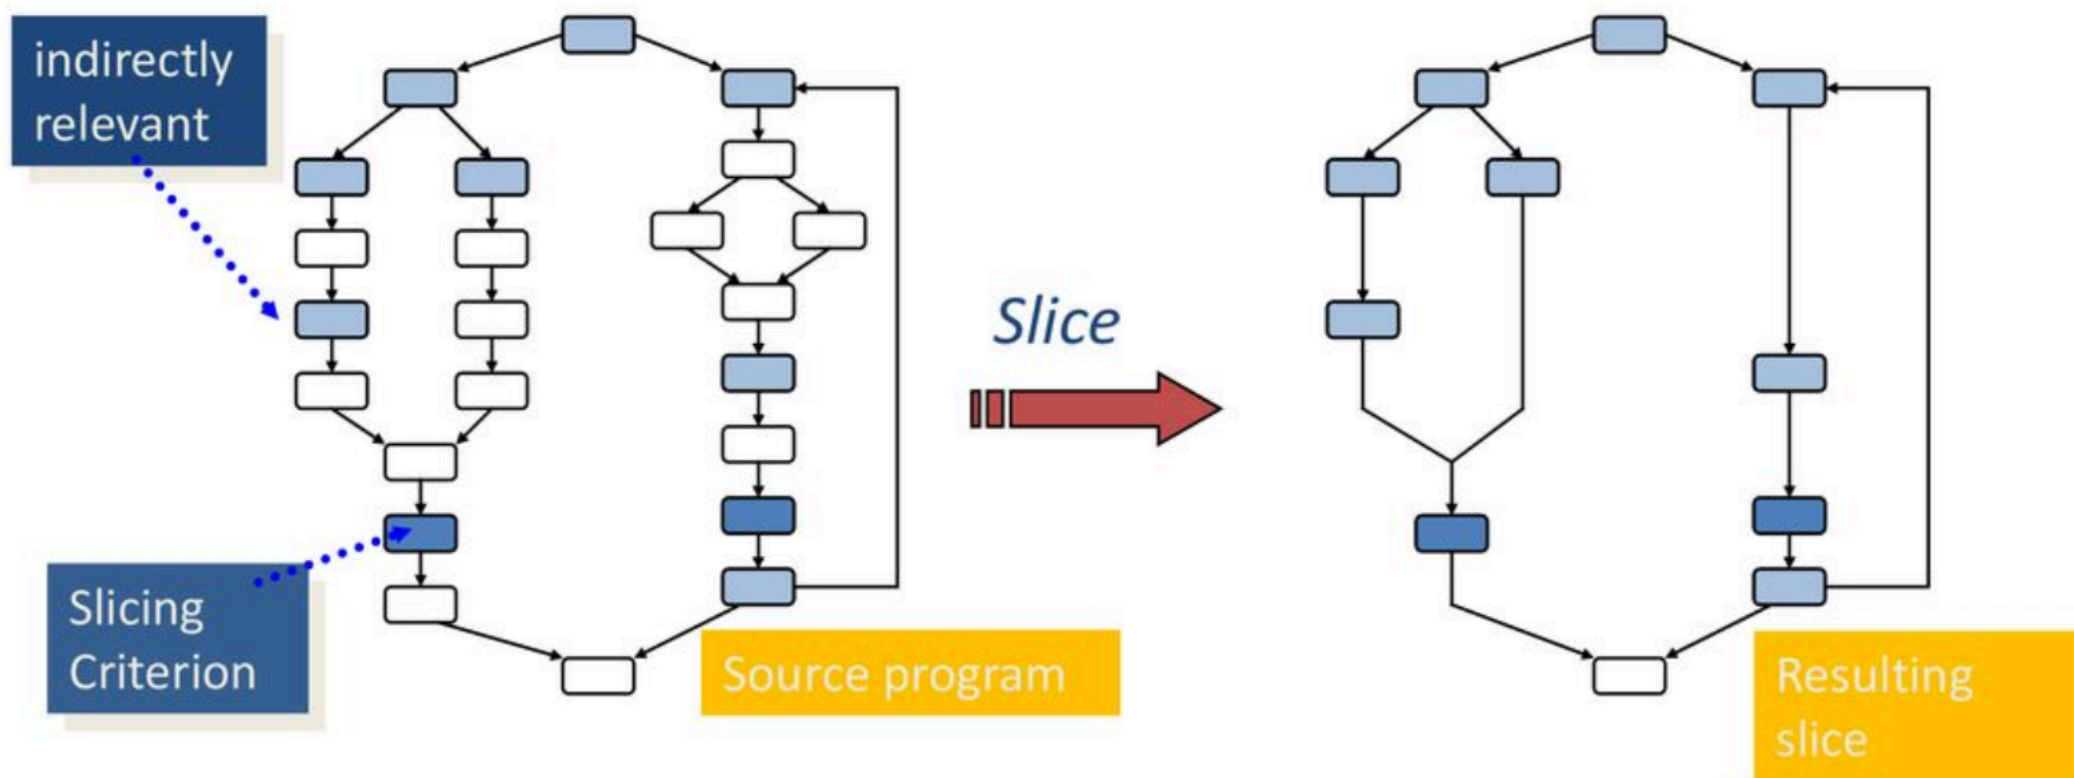 indirectly
relevant
Slice
Slicing
Criterion
Source program
Resulting
slice